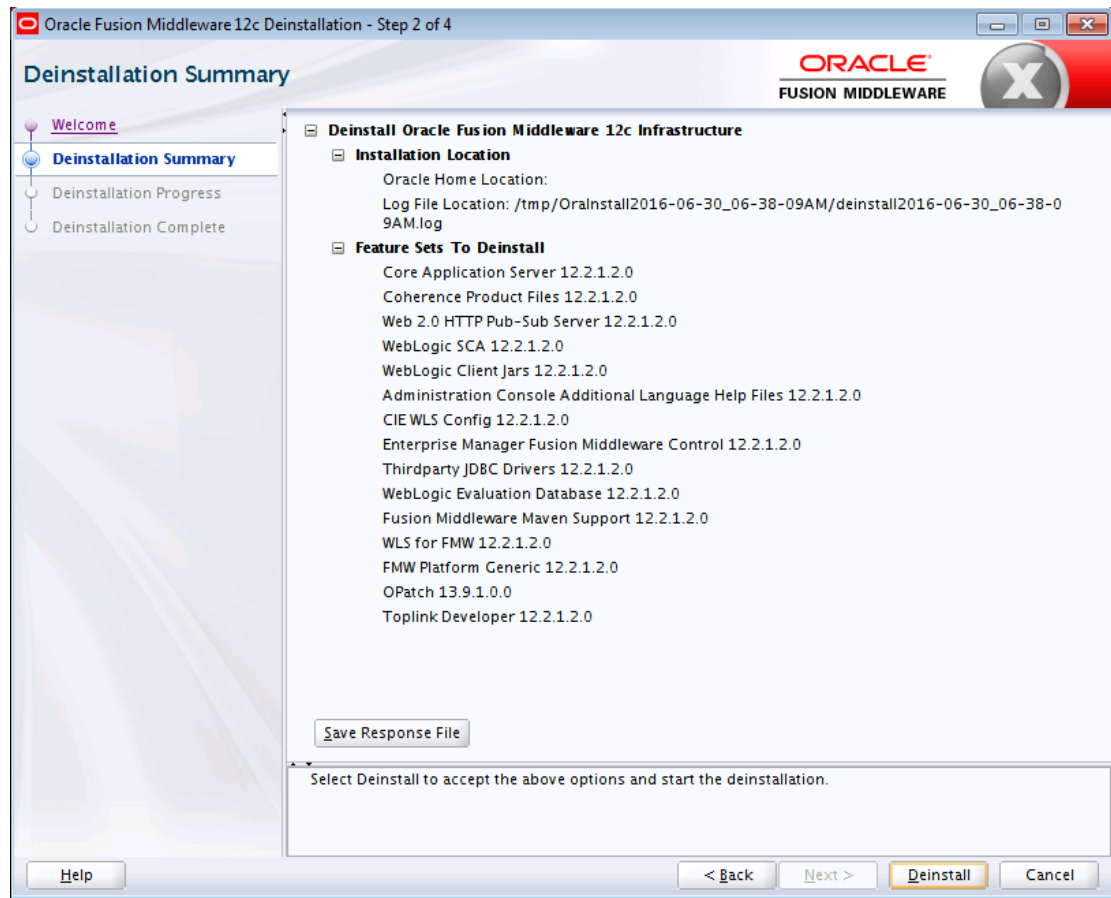 Oracle Fusion Middleware 12c Deinstallation - Step 2 of 4
Deinstallation Summary
ORACLE®
FUSION MIDDLEWARE
Welcome
Deinstallation Summary
Deinstallation Progress
Deinstallation Complete
Deinstall Oracle Fusion Middleware 12c Infrastructure
Installation Location
Oracle Home Location:
Log File Location: /tmp/OraInstall2016-06-30_06-38-09AM/deinstall2016-06-30_06-38-0
9AM.log
Feature Sets To Deinstall
Core Application Server 12.2.1.2.0
Coherence Product Files 12.2.1.2.0
Web 2.0 HTTP Pub-Sub Server 12.2.1.2.0
WebLogic SCA 12.2.1.2.0
WebLogic Client Jars 12.2.1.2.0
Administration Console Additional Language Help Files 12.2.1.2.0
CIE WLS Config 12.2.1.2.0
Enterprise Manager Fusion Middleware Control 12.2.1.2.0
Thirdparty JDBC Drivers 12.2.1.2.0
WebLogic Evaluation Database 12.2.1.2.0
Fusion Middleware Maven Support 12.2.1.2.0
WLS for FMW 12.2.1.2.0
FMW Platform Generic 12.2.1.2.0
OPatch 13.9.1.0.0
Toplink Developer 12.2.1.2.0
Save Response File
Select Deinstall to accept the above options and start the deinstallation.
Help
< Back
Next >
Deinstall
Cancel